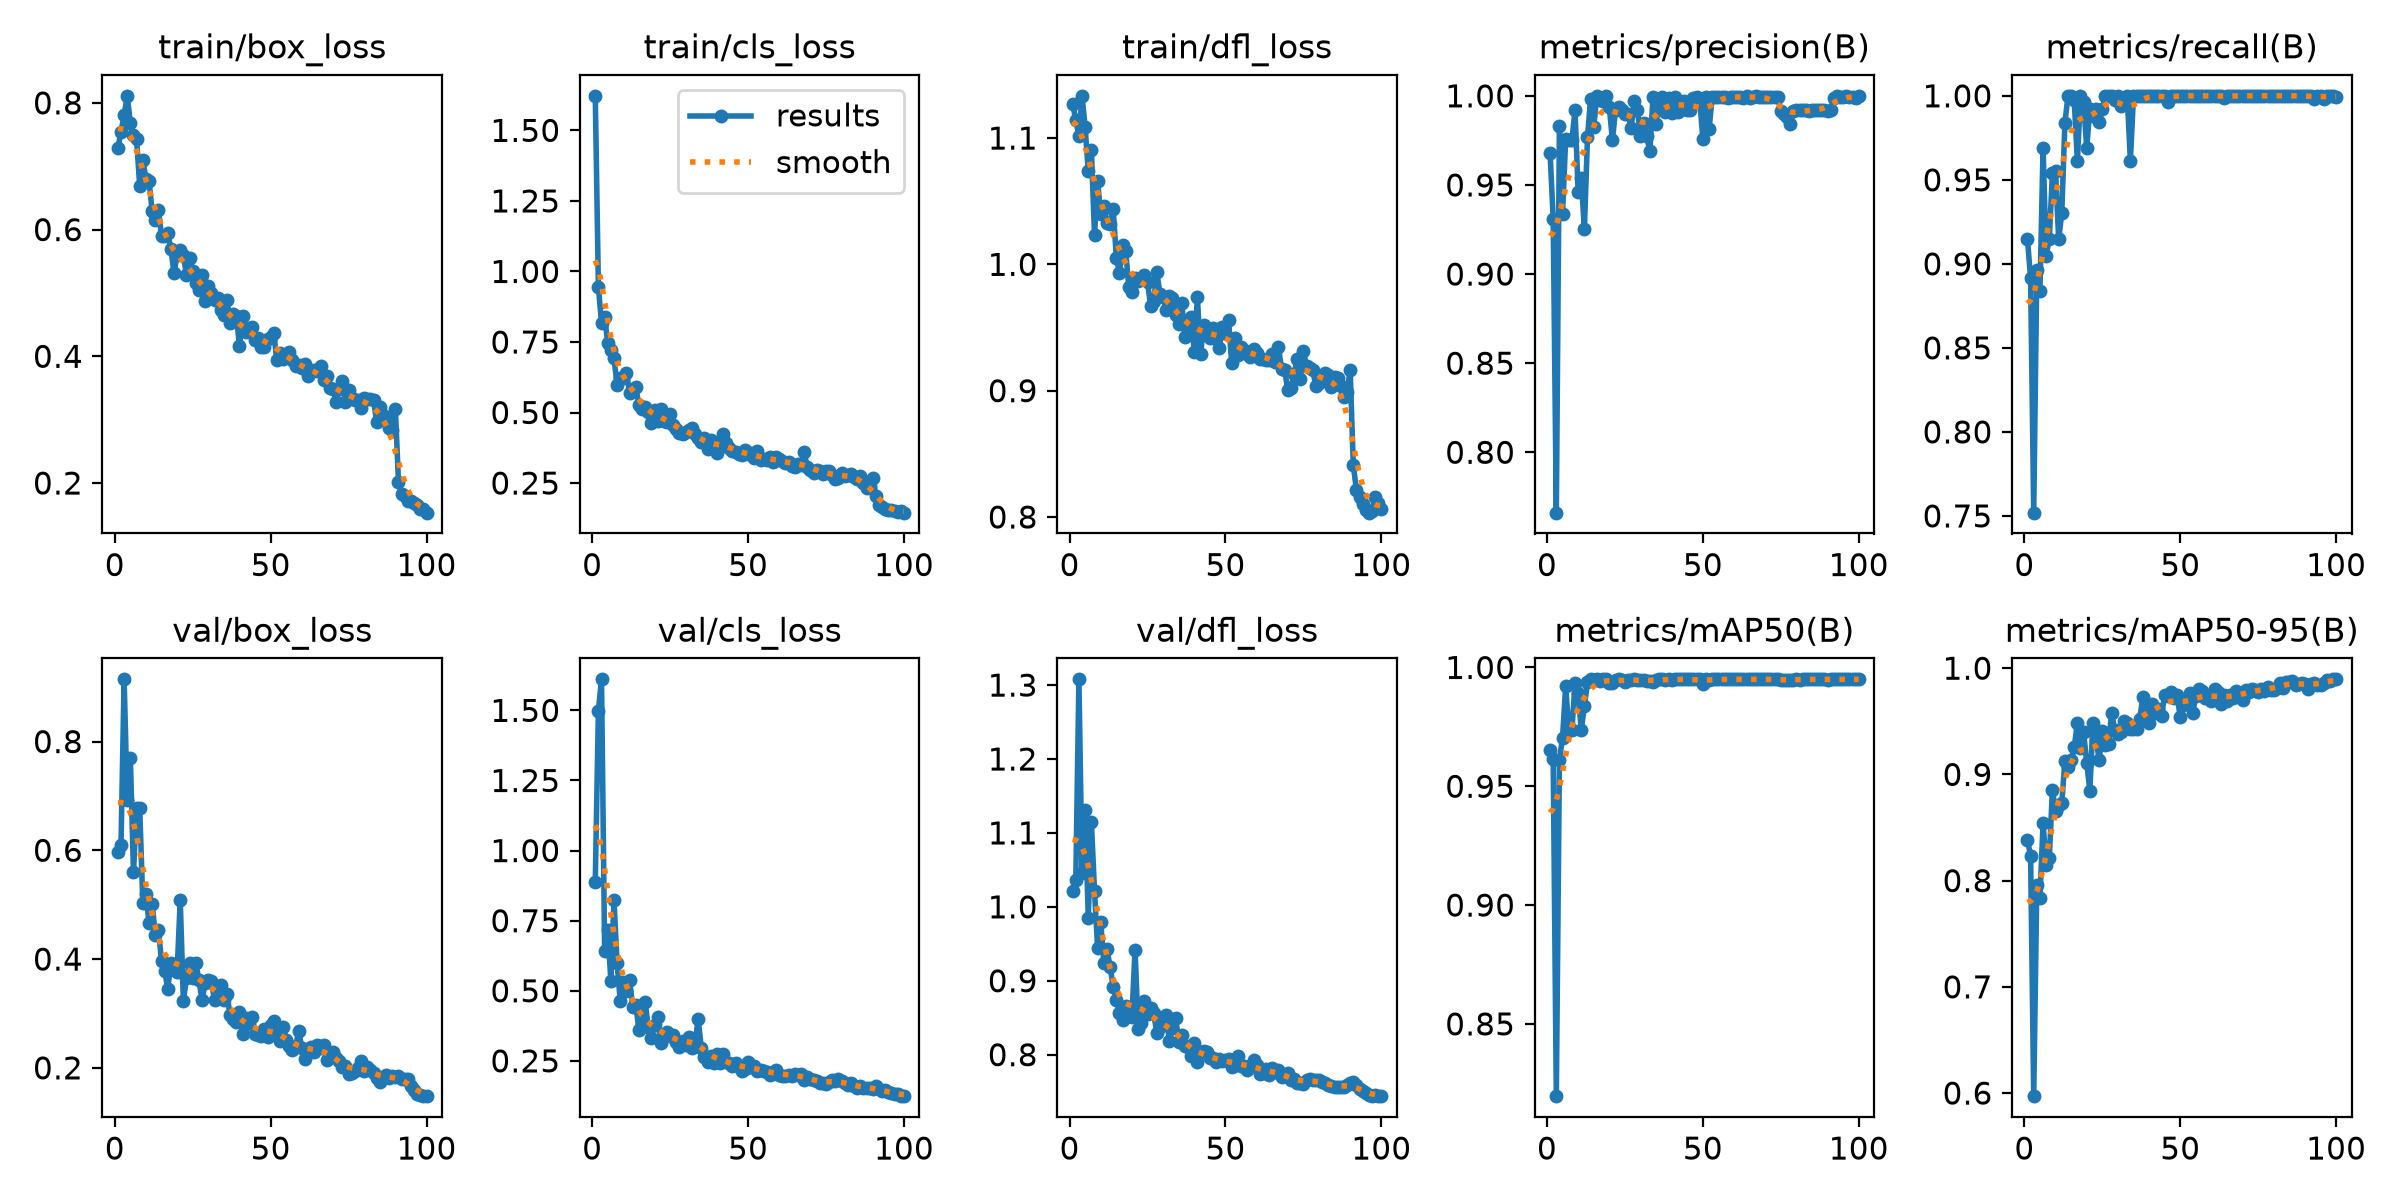 train/box_loss
0.8
0.6
0.4
0.2
0 50 100
train/cls_loss
results
smooth
1.50
1.25
1.00
0.75
0.50
0.25
0 50 100
train/dfl_loss
1.1
1.0
0.9
0.8
0 50 100
metrics/precision(B)
1.00
0.95
0.90
0.85
0.80
0 50 100
metrics/recall(B)
1.00
0.95
0.90
0.85
0.80
0.75
0 50 100
val/box_loss
0.8
0.6
0.4
0.2
0 50 100
val/cls_loss
1.50
1.25
1.00
0.75
0.50
0.25
0 50 100
val/dfl_loss
1.3
1.2
1.1
1.0
0.9
0.8
0 50 100
metrics/mAP50(B)
1.00
0.95
0.90
0.85
0 50 100
metrics/mAP50-95(B)
1.0
0.9
0.8
0.7
0.6
0 50 100